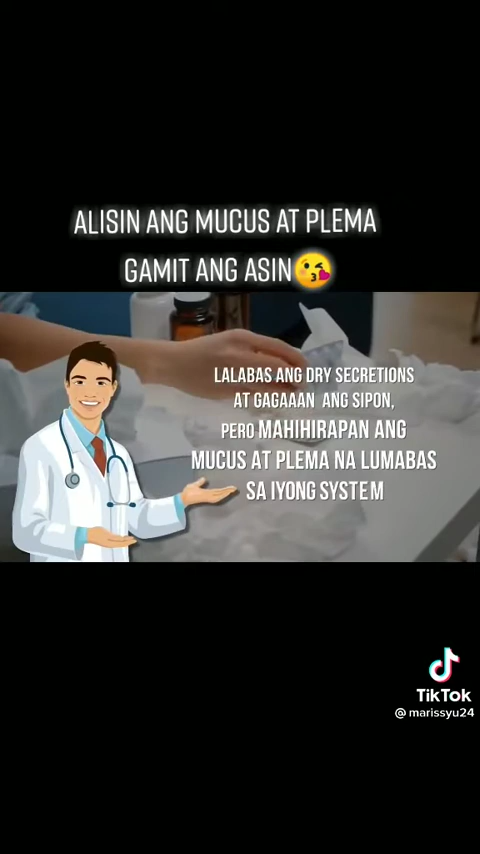 ALISIN ANG MUCUS AT PLEMA
GAMIT ANG ASIN😘
LALABAS ANG DRY SECRETIONS
AT GAGAAAN ANG SIPON,
PERO MAHIHIRAPAN ANG
MUCUS AT PLEMA NA LUMABAS
SA IYONG SYSTEM
TikTok
@marissyu24